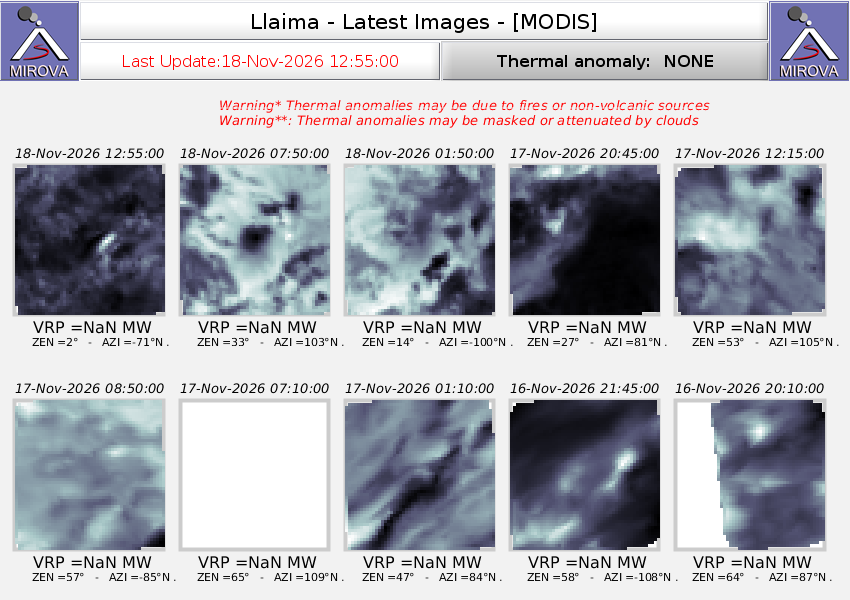 Llaima - Latest Images - [MODIS]
MIROVA
Last Update:18-Nov-2026 12:55:00
Thermal anomaly: NONE
MIROVA
Warning* Thermal anomalies may be due to fires or non-volcanic sources
Warning**: Thermal anomalies may be masked or attenuated by clouds
18-Nov-2026 12:55:00 18-Nov-2026 07:50:00 18-Nov-2026 01:50:00 17-Nov-2026 20:45:00 17-Nov-2026 12:15:00
VRP =NaN MW VRP =NaN MW VRP =NaN MW VRP =NaN MW VRP =NaN MW
ZEN =2° - AZI =-71°N . ZEN =33° - AZI =103°N . ZEN =14° - AZI =-100°N . ZEN =27° - AZI =81°N . ZEN =53° - AZI =105°N .
17-Nov-2026 08:50:00 17-Nov-2026 07:10:00 17-Nov-2026 01:10:00 16-Nov-2026 21:45:00 16-Nov-2026 20:10:00
VRP =NaN MW VRP =NaN MW VRP =NaN MW VRP =NaN MW VRP =NaN MW
ZEN =57° - AZI =-85°N . ZEN =65° - AZI =109°N . ZEN =47° - AZI =84°N . ZEN =58° - AZI =-108°N . ZEN =64° - AZI =87°N .